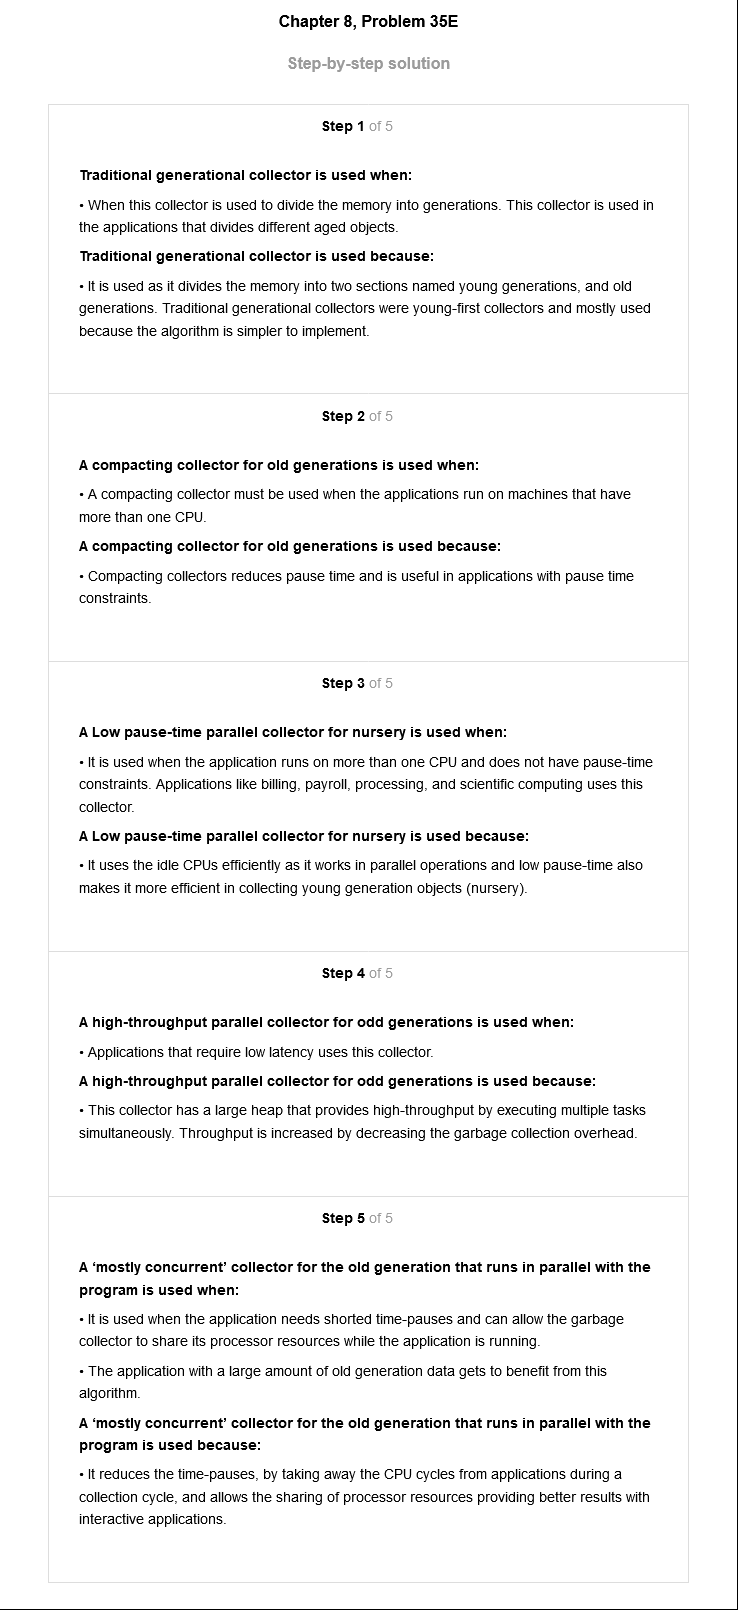 Chapter 8, Problem 35E
Step-by-step solution
Step 1 of 5
Traditional generational collector is used when:
• When this collector is used to divide the memory into generations. This collector is used in
the applications that divides different aged objects.
Traditional generational collector is used because:
• It is used as it divides the memory into two sections named young generations, and old
generations. Traditional generational collectors were young-first collectors and mostly used
because the algorithm is simpler to implement.
Step 2 of 5
A compacting collector for old generations is used when:
• A compacting collector must be used when the applications run on machines that have
more than one CPU.
A compacting collector for old generations is used because:
• Compacting collectors reduces pause time and is useful in applications with pause time
constraints.
Step 3 of 5
A Low pause-time parallel collector for nursery is used when:
• It is used when the application runs on more than one CPU and does not have pause-time
constraints. Applications like billing, payroll, processing, and scientific computing uses this
collector.
A Low pause-time parallel collector for nursery is used because:
• It uses the idle CPUs efficiently as it works in parallel operations and low pause-time also
makes it more efficient in collecting young generation objects (nursery).
Step 4 of 5
A high-throughput parallel collector for odd generations is used when:
• Applications that require low latency uses this collector.
A high-throughput parallel collector for odd generations is used because:
• This collector has a large heap that provides high-throughput by executing multiple tasks
simultaneously. Throughput is increased by decreasing the garbage collection overhead.
Step 5 of 5
A ‘mostly concurrent’ collector for the old generation that runs in parallel with the
program is used when:
• It is used when the application needs shorted time-pauses and can allow the garbage
collector to share its processor resources while the application is running.
• The application with a large amount of old generation data gets to benefit from this
algorithm.
A ‘mostly concurrent’ collector for the old generation that runs in parallel with the
program is used because:
• It reduces the time-pauses, by taking away the CPU cycles from applications during a
collection cycle, and allows the sharing of processor resources providing better results with
interactive applications.